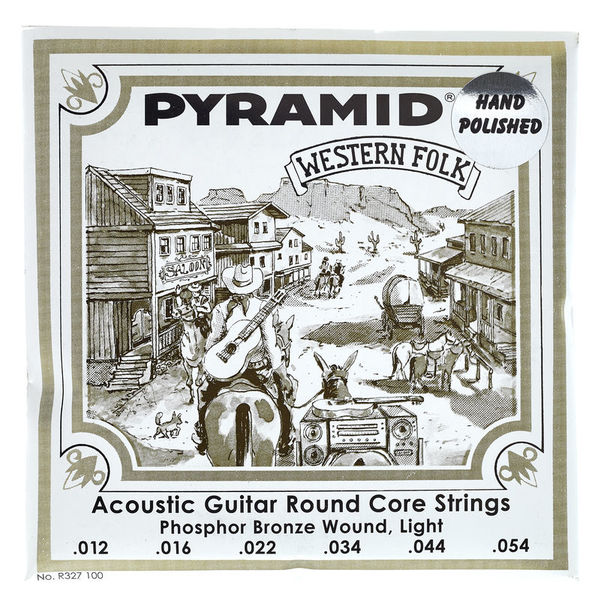 PYRAMID®
HAND
POLISHED
WESTERN FOLK
SALOON
Acoustic Guitar Round Core Strings
Phosphor Bronze Wound, Light
.012 .016 .022 .034 .044 .054
No. R327 100